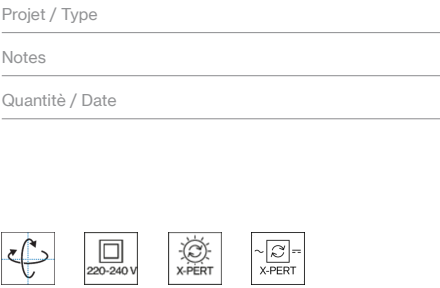 Projet / Type
Notes
Quantitè / Date
220-240 V
X-PERT
X-PERT